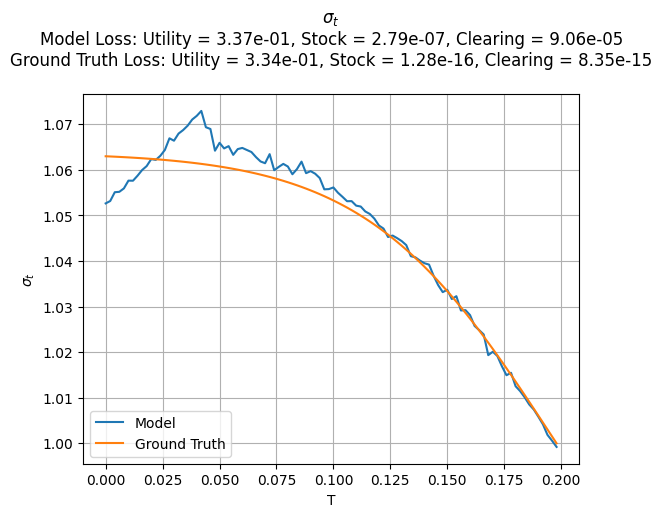 σt
Model Loss: Utility = 3.37e-01, Stock = 2.79e-07, Clearing = 9.06e-05
Ground Truth Loss: Utility = 3.34e-01, Stock = 1.28e-16, Clearing = 8.35e-15
1.07
1.06
1.05
1.04
1.03
1.02
1.01
1.00
σt
Model
Ground Truth
0.000 0.025 0.050 0.075 0.100 0.125 0.150 0.175 0.200
T